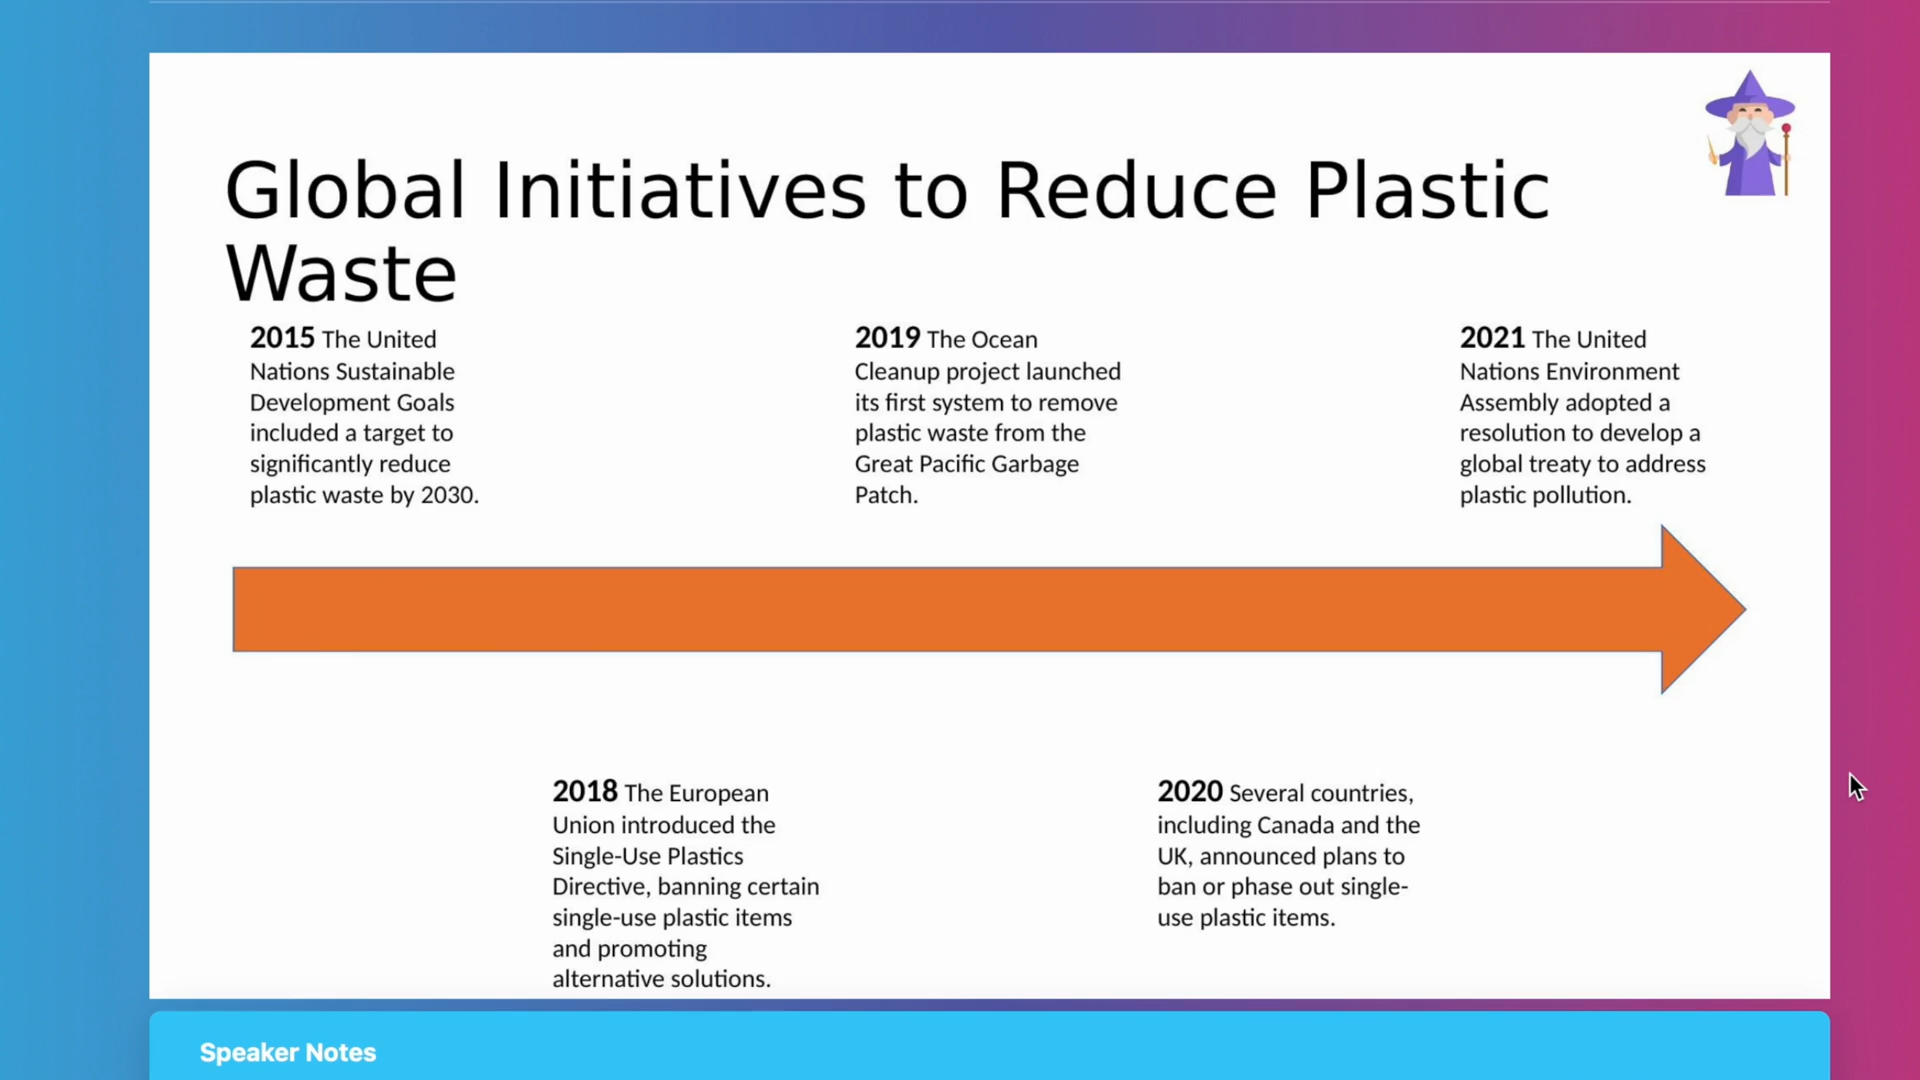 Global Initiatives to Reduce Plastic
Waste
2015 The United
Nations Sustainable
Development Goals
included a target to
significantly reduce
plastic waste by 2030.
2019 The Ocean
Cleanup project launched
its first system to remove
plastic waste from the
Great Pacific Garbage
Patch.
2021 The United
Nations Environment
Assembly adopted a
resolution to develop a
global treaty to address
plastic pollution.
2018 The European
Union introduced the
Single-Use Plastics
Directive, banning certain
single-use plastic items
and promoting
alternative solutions.
2020 Several countries,
including Canada and the
UK, announced plans to
ban or phase out single-
use plastic items.
Speaker Notes